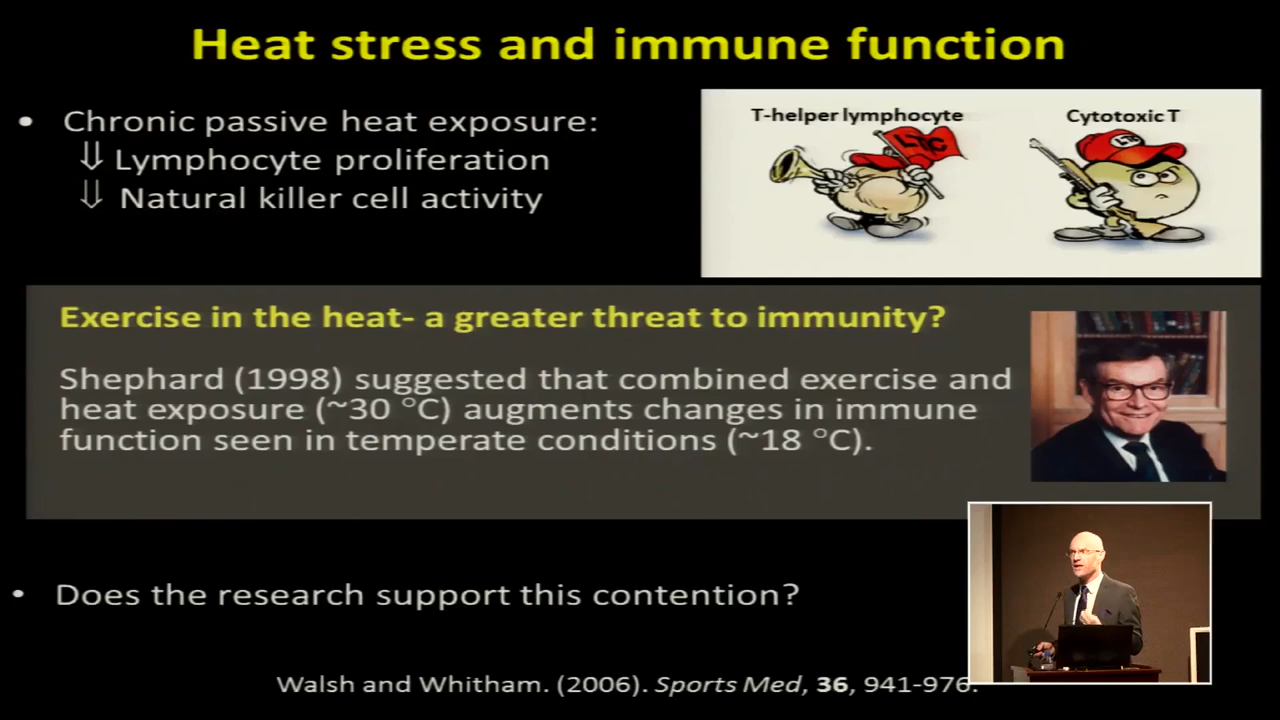 Heat stress and immune function
• Chronic passive heat exposure:
⇓ Lymphocyte proliferation
⇓ Natural killer cell activity
T-helper lymphocyte
Cytotoxic T
LTC
LTC
Exercise in the heat- a greater threat to immunity?
Shephard (1998) suggested that combined exercise and
heat exposure (~30 °C) augments changes in immune
function seen in temperate conditions (~18 °C).
• Does the research support this contention?
Walsh and Whitham. (2006). Sports Med, 36, 941-976.